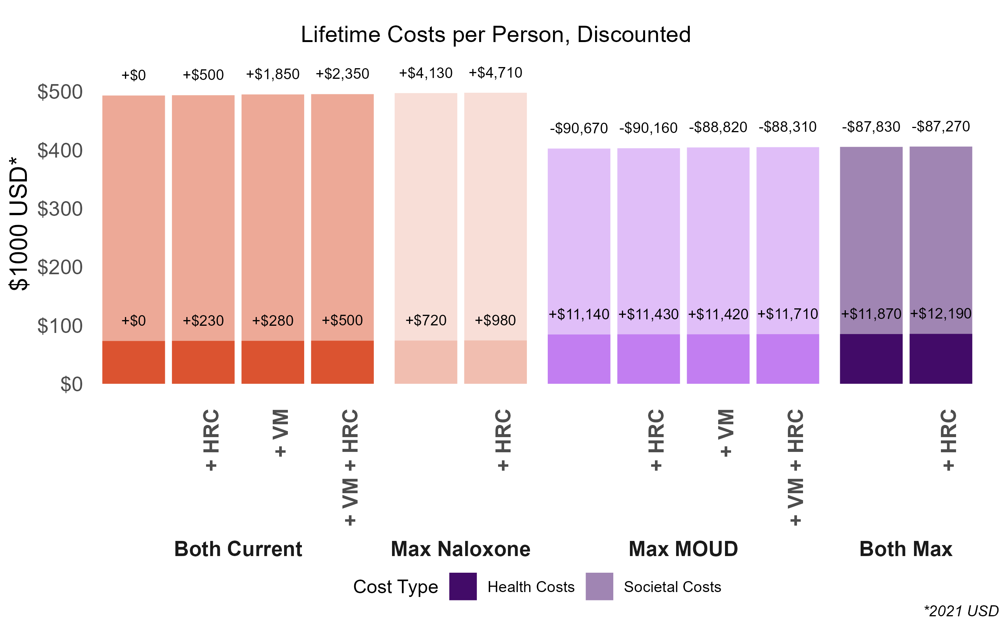 Lifetime Costs per Person, Discounted
+$0 +$500 +$1,850 +$2,350 +$4,130 +$4,710
-$90,670 -$90,160 -$88,820 -$88,310 -$87,830 -$87,270
$1000 USD*
$500
$400
$300
$200
$100
$0
+$0 +$230 +$280 +$500 +$720 +$980 +$11,140 +$11,430 +$11,420 +$11,710 +$11,870 +$12,190
+ HRC
+ VM
+ VM + HRC
+ HRC
+ HRC
+ VM
+ VM + HRC
+ HRC
Both Current Max Naloxone Max MOUD Both Max
Cost Type Health Costs Societal Costs
*2021 USD